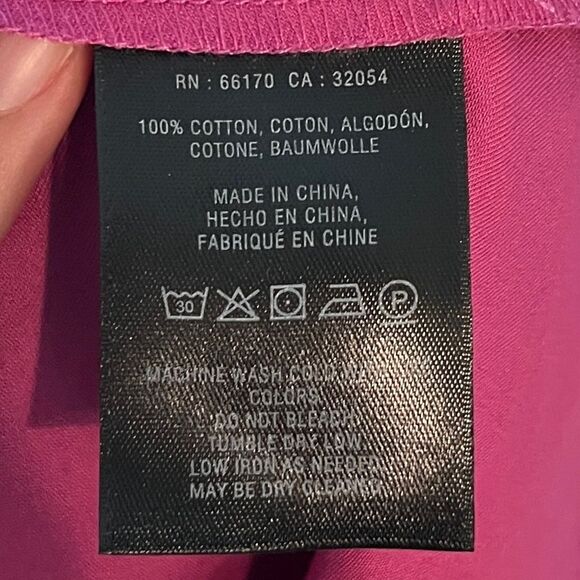 RN : 66170 CA : 32054
100% COTTON, COTON, ALGODÓN,
COTONE, BAUMWOLLE
MADE IN CHINA,
HECHO EN CHINA,
FABRIQUÉ EN CHINE
30 P
MACHINE WASH COLD
COLORS.
DO NOT BLEACH.
TUMBLE DRY LOW.
LOW IRON AS NEEDED.
MAY BE DRY CLEANED.